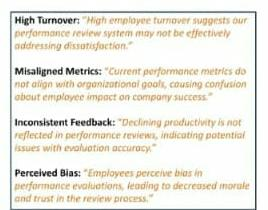 High Turnover: "High employee turnover suggests our
performance review system may not be effectively
addressing dissatisfaction."
Misaligned Metrics: "Current performance metrics do
not align with organizational goals, causing confusion
about employee impact on company success."
Inconsistent Feedback: "Declining productivity is not
reflected in performance reviews, indicating potential
issues with evaluation accuracy."
Perceived Bias: "Employees perceive bias in
performance evaluations, leading to decreased morale
and trust in the review process."